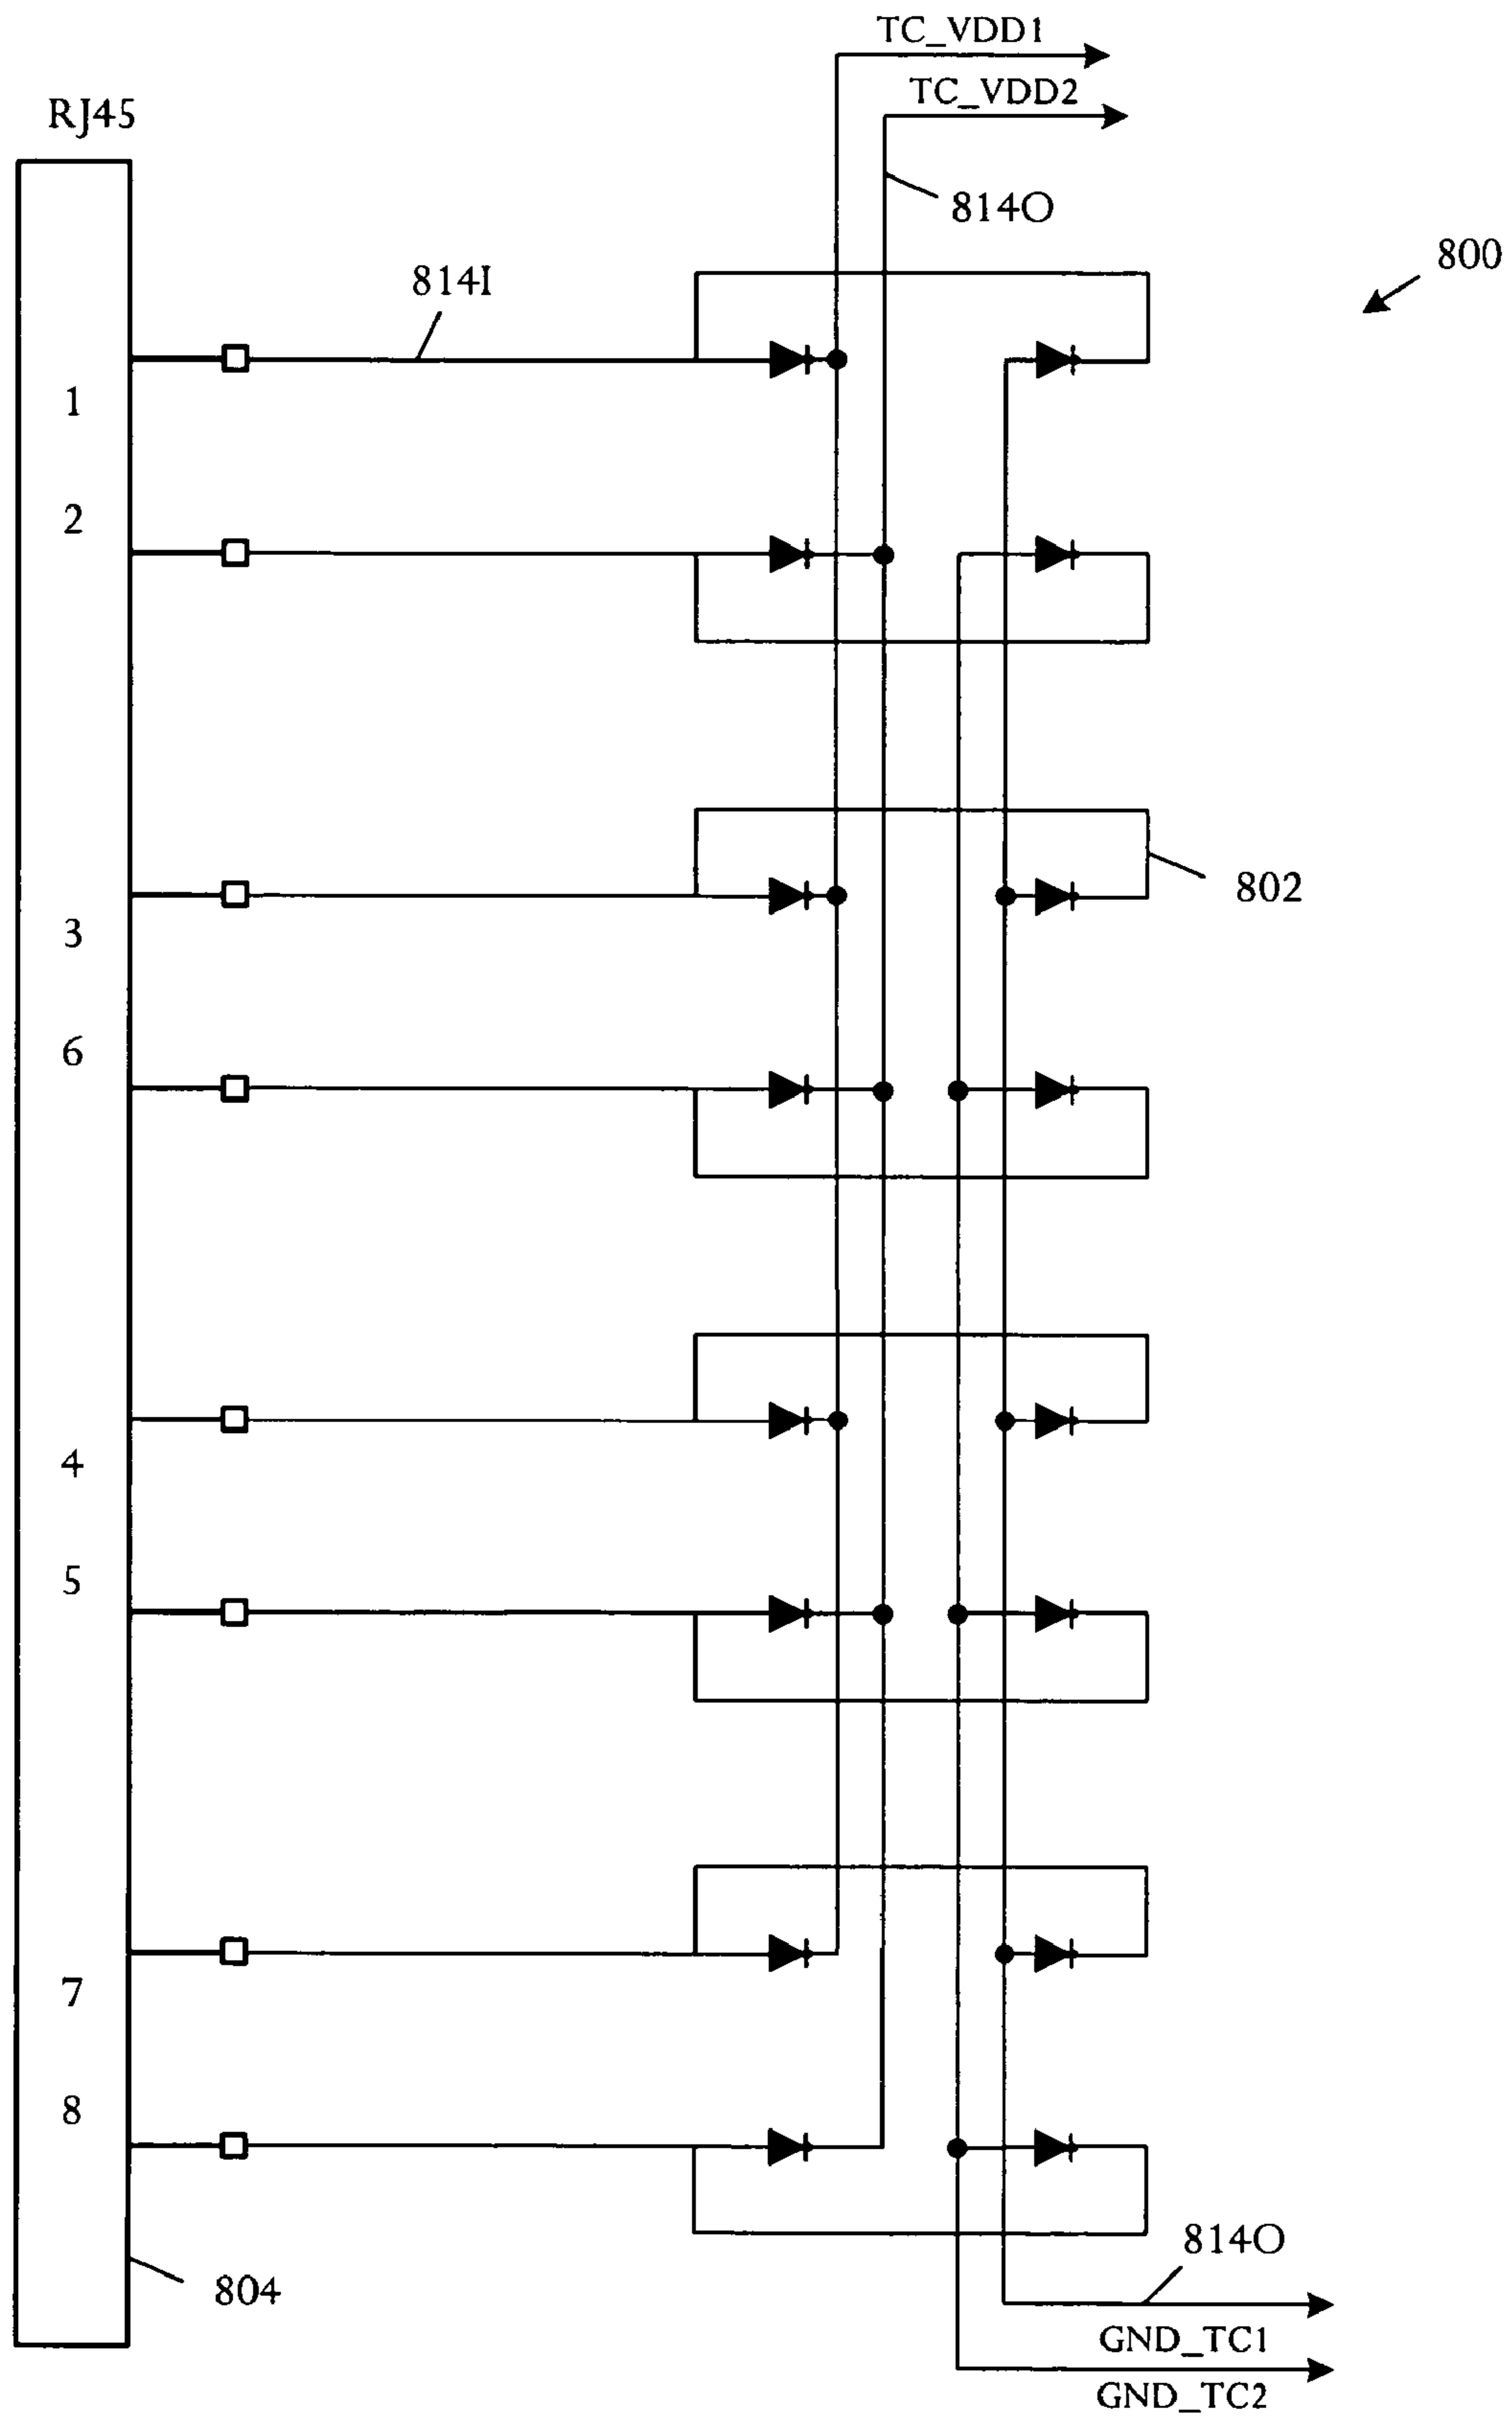 TC_VDD1
TC_VDD2
RJ45
814O
800
814I
1
2
3
802
6
4
5
7
8
814O
804
GND_TC1
GND_TC2